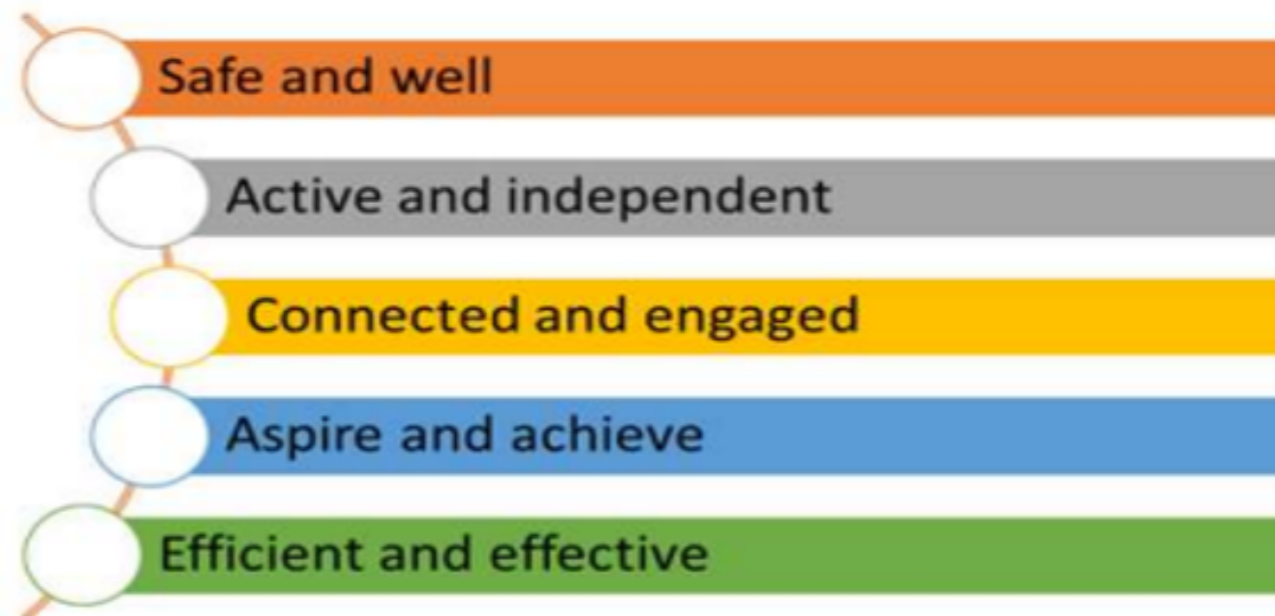 Safe and well
Active and independent
Connected and engaged
Aspire and achieve
Efficient and effective